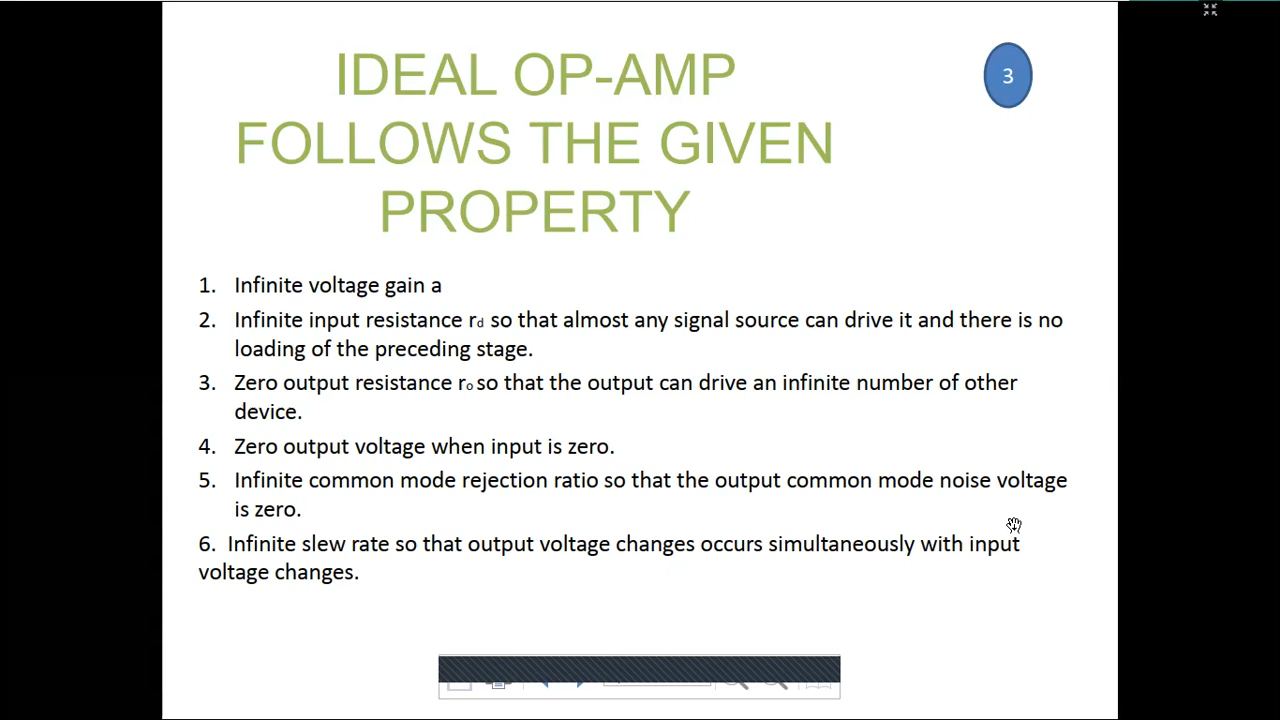 IDEAL OP-AMP
FOLLOWS THE GIVEN
PROPERTY
3
1. Infinite voltage gain a
2. Infinite input resistance rd so that almost any signal source can drive it and there is no
loading of the preceding stage.
3. Zero output resistance ro so that the output can drive an infinite number of other
device.
4. Zero output voltage when input is zero.
5. Infinite common mode rejection ratio so that the output common mode noise voltage
is zero.
6. Infinite slew rate so that output voltage changes occurs simultaneously with input
voltage changes.